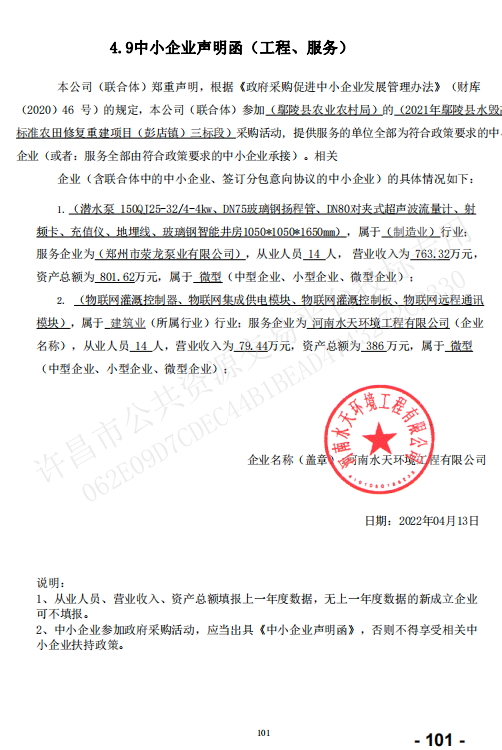 4.9中小企业声明函（工程、服务）
本公司（联合体）郑重声明，根据《政府采购促进中小企业发展管理办法》（财库
（2020）46 号）的规定，本公司（联合体）参加（鄢陵县农业农村局）的（2021年鄢陵县水毁
标准农田修复重建项目（彭店镇）三标段）采购活动，提供服务的单位全部为符合政策要求的中
企业（或者：服务全部由符合政策要求的中小企业承接）。相关
企业（含联合体中的中小企业、签订分包意向协议的中小企业）的具体情况如下：
1.（潜水泵 150QJ25-32/4-4kw、DN75玻璃钢扬程管、DN80对夹式超声波流量计、射
频卡、充值仪、地埋线、玻璃钢智能井房1050*1050*1650mm），属于（制造业）行业；
服务企业为（郑州市荥龙泵业有限公司），从业人员 14 人， 营业收入为 763.32万元，
资产总额为 801.62万元，属于 微型（中型企业、小型企业、微型企业）；
2. （物联网灌溉控制器、物联网集成供电模块、物联网灌溉控制板、物联网远程通讯
模块），属于 建筑业（所属行业）行业；服务企业为 河南水天环境工程有限公司（企业
名称），从业人员 14 人，营业收入为 79.44万元，资产总额为 386万元，属于 微型
（中型企业、小型企业、微型企业）；
企业名称（盖章）：河南水天环境工程有限公司
日期：2022年04月13日
说明：
1、从业人员、营业收入、资产总额填报上一年度数据，无上一年度数据的新成立企业
可不填报。
2、中小企业参加政府采购活动，应当出具《中小企业声明函》，否则不得享受相关中
小企业扶持政策。
101
- 101 -